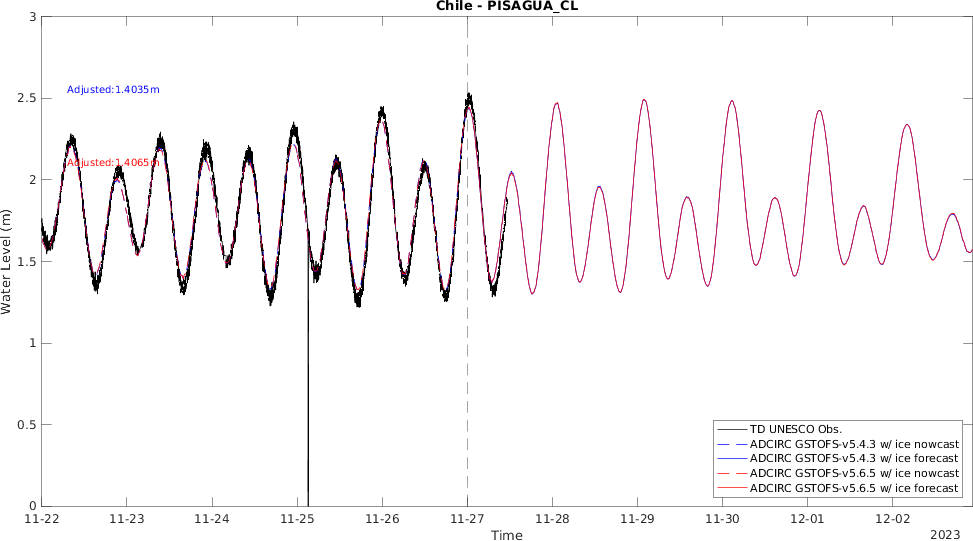 Chile - PISAGUA_CL
3
2.5
2
1.5
1
0.5
0
Water Level (m)
Adjusted:1.4035m
Adjusted:1.4065m
TD UNESCO Obs.
ADCIRC GSTOFS-v5.4.3 w/ ice nowcast
ADCIRC GSTOFS-v5.4.3 w/ ice forecast
ADCIRC GSTOFS-v5.6.5 w/ ice nowcast
ADCIRC GSTOFS-v5.6.5 w/ ice forecast
11-22 11-23 11-24 11-25 11-26 11-27 11-28 11-29 11-30 12-01 12-02
Time
2023